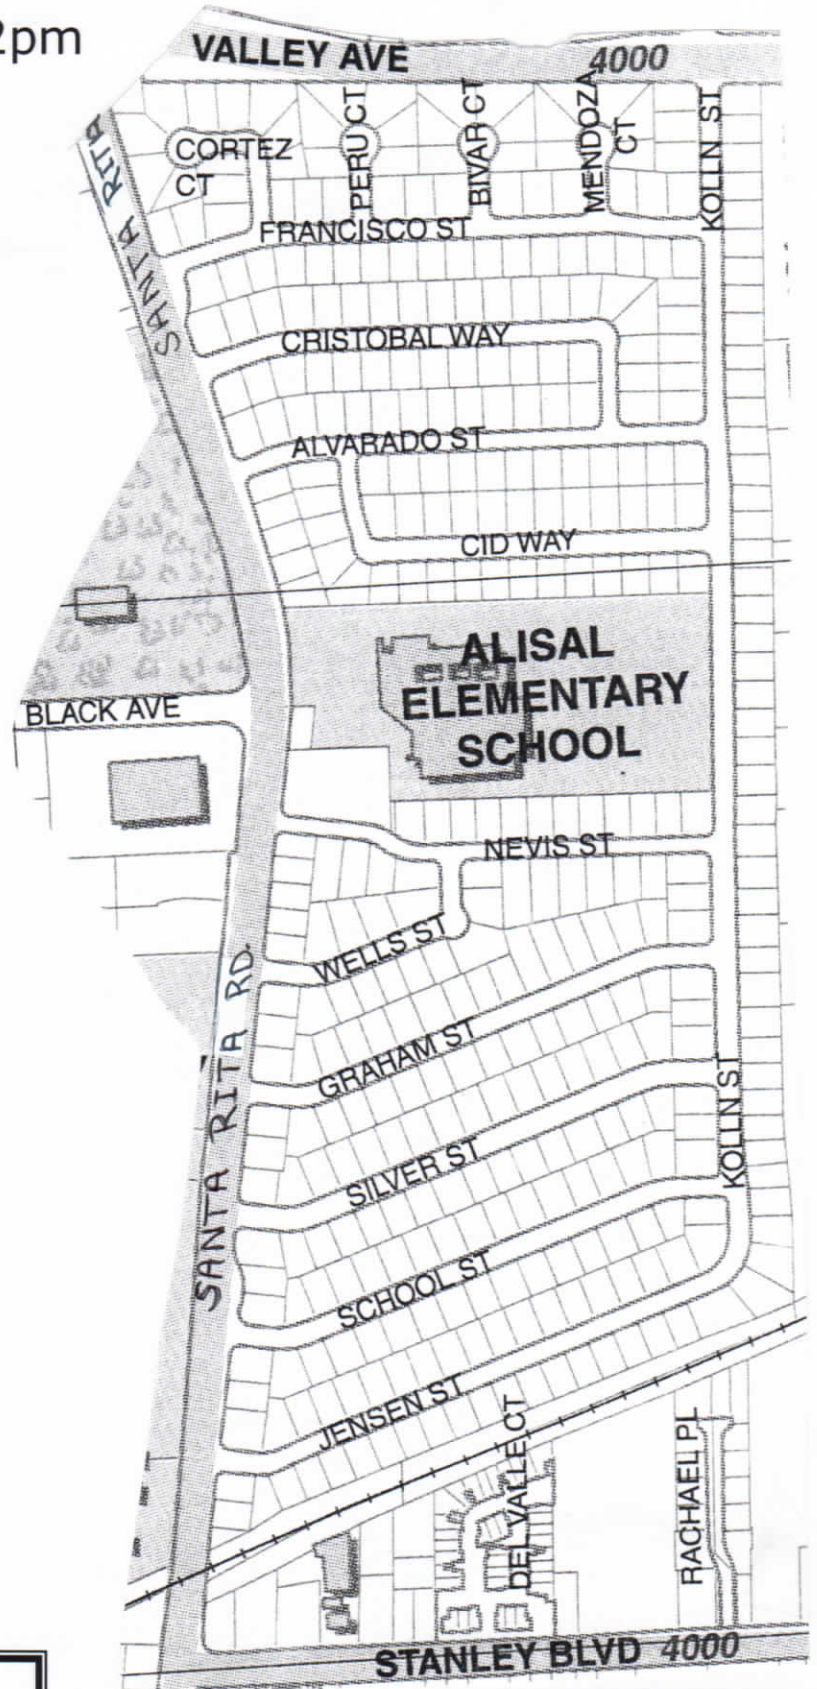 2pm
VALLEY AVE 4000
SANTA RITA
CORTEZ
CT
PERU CT
BIVAR CT
MENDOZA
CT
KOLLN ST
FRANCISCO ST
CRISTOBAL WAY
ALVARADO ST
CID WAY
ALISAL
ELEMENTARY
SCHOOL
BLACK AVE
NEVIS ST
WELLS ST
SANTA RITA RD.
GRAHAM ST
KOLLN ST
SILVER ST
SCHOOL ST
JENSEN ST
DEL VALLE CT
RACHAEL PL
STANLEY BLVD 4000